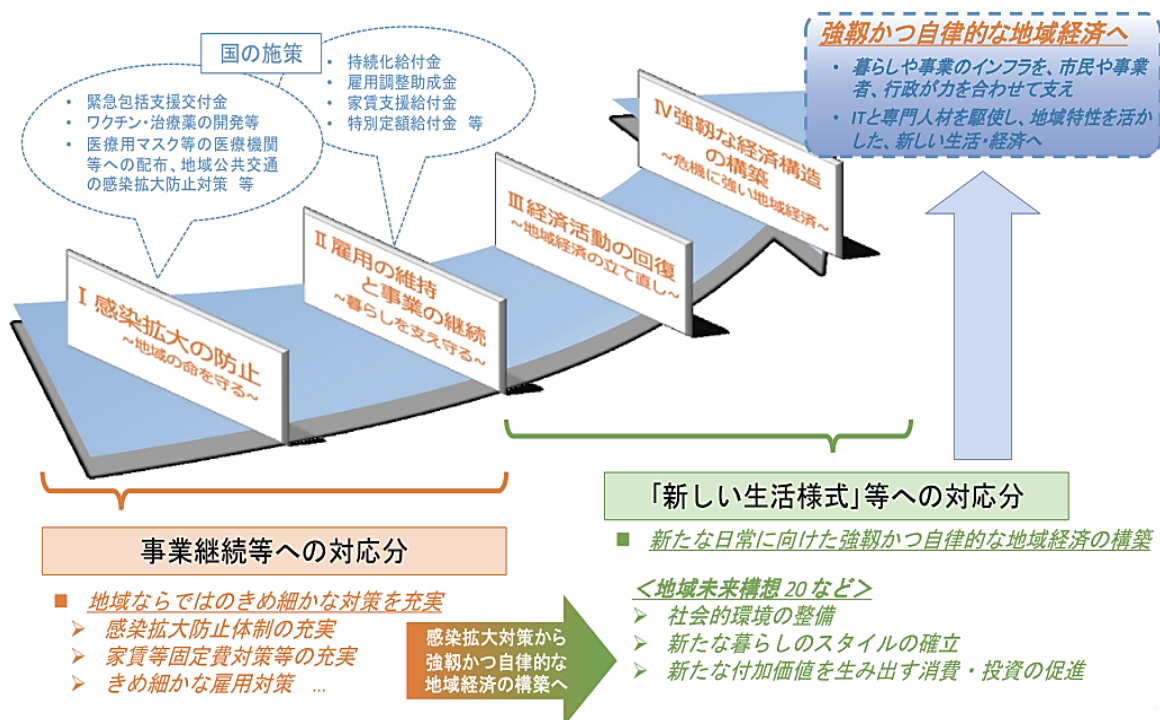 国の施策
・ 緊急包括支援交付金
・ ワクチン・治療薬の開発等
・ 医療用マスク等の医療機関
等への配布、地域公共交通
の感染拡大防止対策 等
・ 持続化給付金
・ 雇用調整助成金
・ 家賃支援給付金
・ 特別定額給付金 等
強靱かつ自律的な地域経済へ
・ 暮らしや事業のインフラを、市民や事業
者、行政が力を合わせて支え
・ ITと専門人材を駆使し、地域特性を活か
した、新しい生活・経済へ
Ⅰ感染拡大の防止
~地域の命を守る~
Ⅱ雇用の維持
と事業の継続
~暮らしを支え守る~
Ⅲ経済活動の回復
~地域経済の立て直し~
Ⅳ強靱な経済構造
の構築
~危機に強い地域経済~
事業継続等への対応分
■ 地域ならではのきめ細かな対策を充実
➢ 感染拡大防止体制の充実
➢ 家賃等固定費対策等の充実
➢ きめ細かな雇用対策 …
感染拡大対策から
強靱かつ自律的な
地域経済の構築へ
「新しい生活様式」等への対応分
■ 新たな日常に向けた強靱かつ自律的な地域経済の構築
＜地域未来構想20など＞
➢ 社会的環境の整備
➢ 新たな暮らしのスタイルの確立
➢ 新たな付加価値を生み出す消費・投資の促進